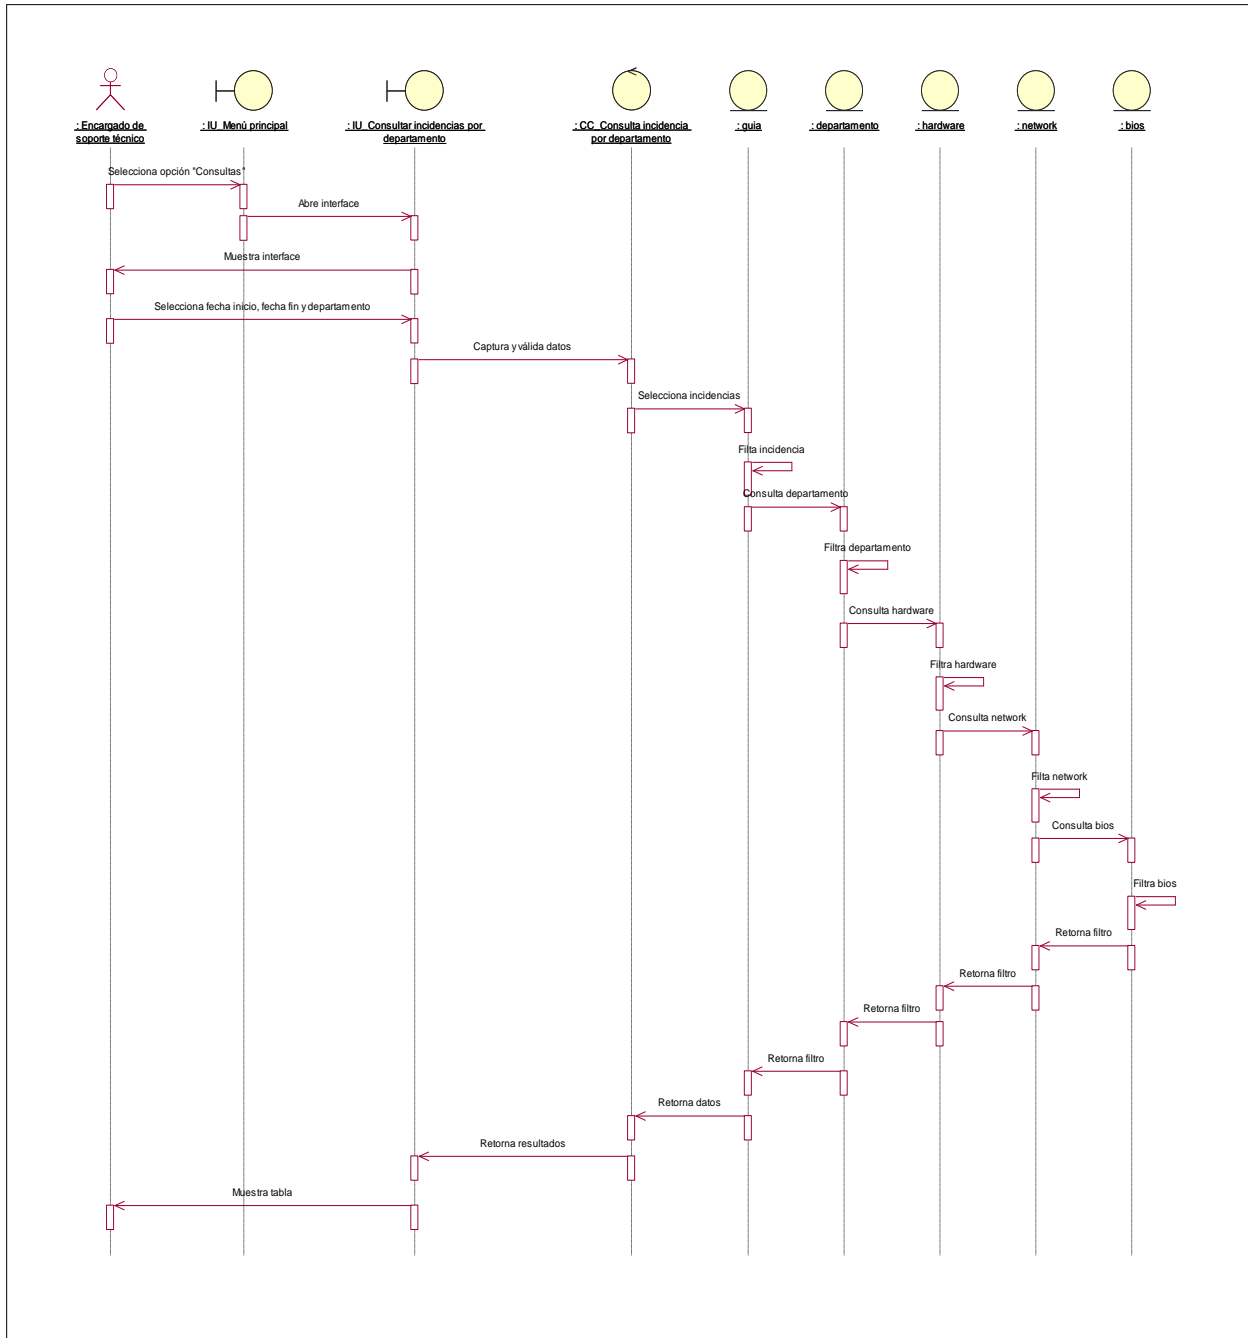 : Encargado de
soporte técnico
: IU_Menú principal
: IU_Consultar incidencias por
departamento
: CC_Consulta incidencia
por departamento
: guia
: departamento
: hardware
: network
: bios
Selecciona opción "Consultas"
Abre interface
Muestra interface
Selecciona fecha inicio, fecha fin y departamento
Captura y válida datos
Selecciona incidencias
Filta incidencia
Consulta departamento
Filtra departamento
Consulta hardware
Filtra hardware
Consulta network
Filta network
Consulta bios
Filtra bios
Retorna filtro
Retorna filtro
Retorna filtro
Retorna filtro
Retorna datos
Retorna resultados
Muestra tabla